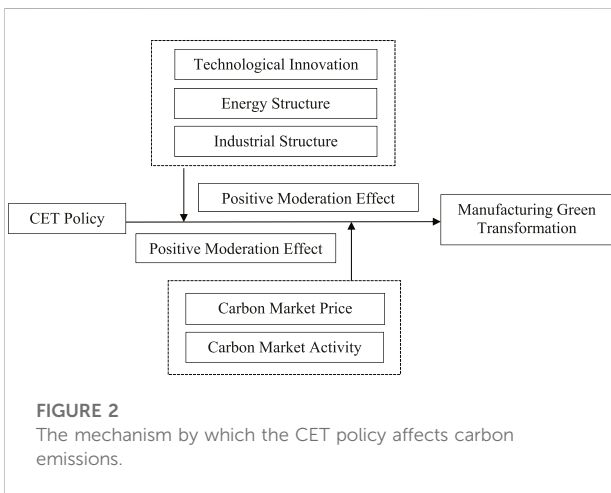 Technological Innovation
Energy Structure
Industrial Structure
Positive Moderation Effect
CET Policy
Manufacturing Green
Transformation
Positive Moderation Effect
Carbon Market Price
Carbon Market Activity
FIGURE 2
The mechanism by which the CET policy affects carbon
emissions.